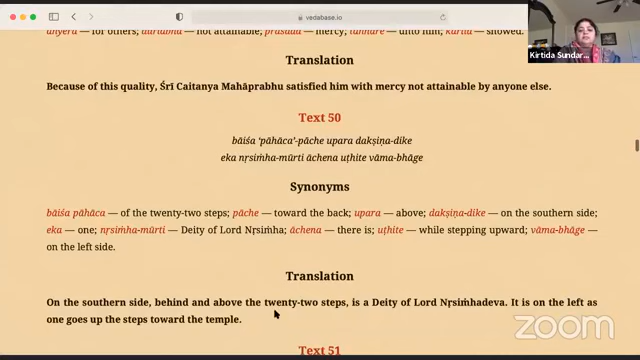 vedabase.io
anyera — for others; durlabha — not attainable; prasāda — mercy; tāṅhāre — unto him; karilā — showed.
Kirtida Sundar...
Translation
Because of this quality, Śrī Caitanya Mahāprabhu satisfied him with mercy not attainable by anyone else.
Text 50
bāiśa ‘pāhāca’-pāche upara dakṣiṇa-dike
eka nṛsiṁha-mūrti āchena uṭhite vāma-bhāge
Synonyms
bāiśa pāhāca — of the twenty-two steps; pāche — toward the back; upara — above; dakṣiṇa-dike — on the southern side;
eka — one; nṛsiṁha-mūrti — Deity of Lord Nṛsiṁha; āchena — there is; uṭhite — while stepping upward; vāma-bhāge —
on the left side.
Translation
On the southern side, behind and above the twenty-two steps, is a Deity of Lord Nṛsiṁhadeva. It is on the left as
one goes up the steps toward the temple.
zoom
Text 51